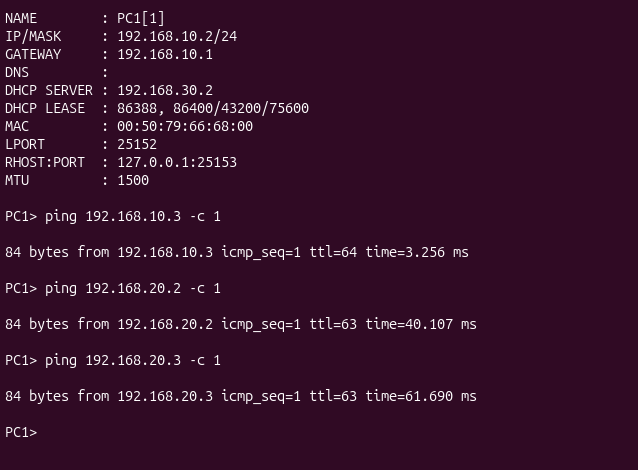 NAME        : PC1[1]
IP/MASK     : 192.168.10.2/24
GATEWAY     : 192.168.10.1
DNS         :
DHCP SERVER : 192.168.30.2
DHCP LEASE  : 86388, 86400/43200/75600
MAC         : 00:50:79:66:68:00
LPORT       : 25152
RHOST:PORT  : 127.0.0.1:25153
MTU         : 1500
PC1> ping 192.168.10.3 -c 1
84 bytes from 192.168.10.3 icmp_seq=1 ttl=64 time=3.256 ms
PC1> ping 192.168.20.2 -c 1
84 bytes from 192.168.20.2 icmp_seq=1 ttl=63 time=40.107 ms
PC1> ping 192.168.20.3 -c 1
84 bytes from 192.168.20.3 icmp_seq=1 ttl=63 time=61.690 ms
PC1>